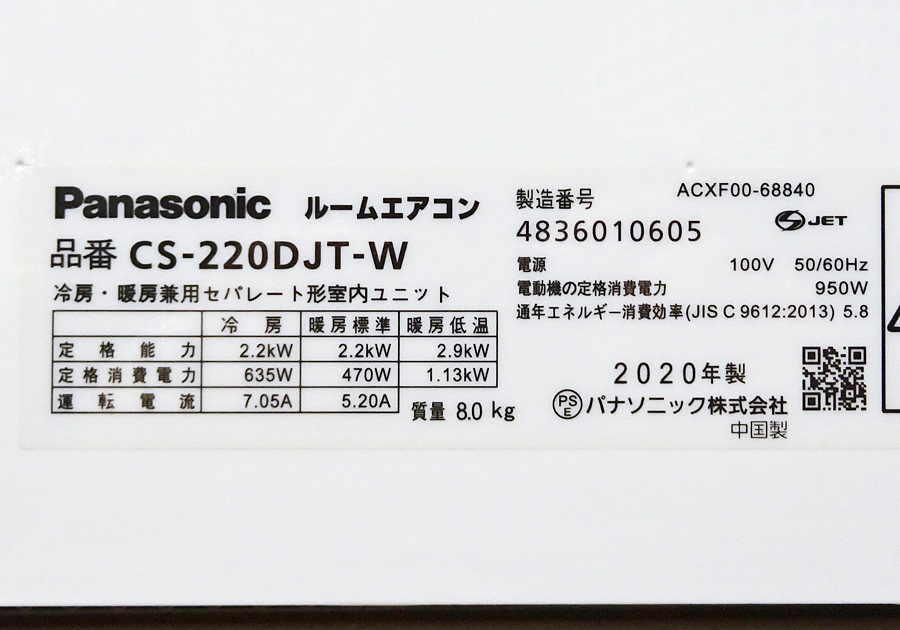 Panasonic ルームエアコン
品番 CS-220DJT-W
冷房・暖房兼用セパレート形室内ユニット
冷房 暖房標準 暖房低温
定格能力 2.2kW 2.2kW 2.9kW
定格消費電力 635W 470W 1.13kW
運転電流 7.05A 5.20A
質量 8.0 kg
製造番号 ACXF00-68840
4836010605
JET
電源 100V 50/60Hz
電動機の定格消費電力 950W
通年エネルギー消費効率(JIS C 9612:2013) 5.8
2020年製
PSE パナソニック株式会社
中国製